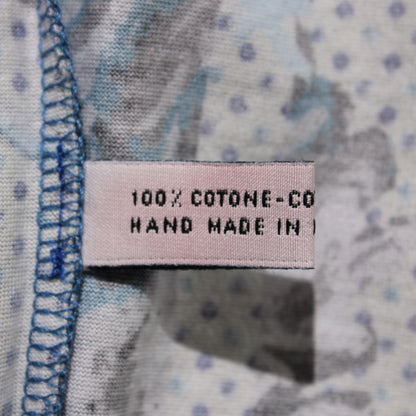 100% COTONE-CO
HAND MADE IN